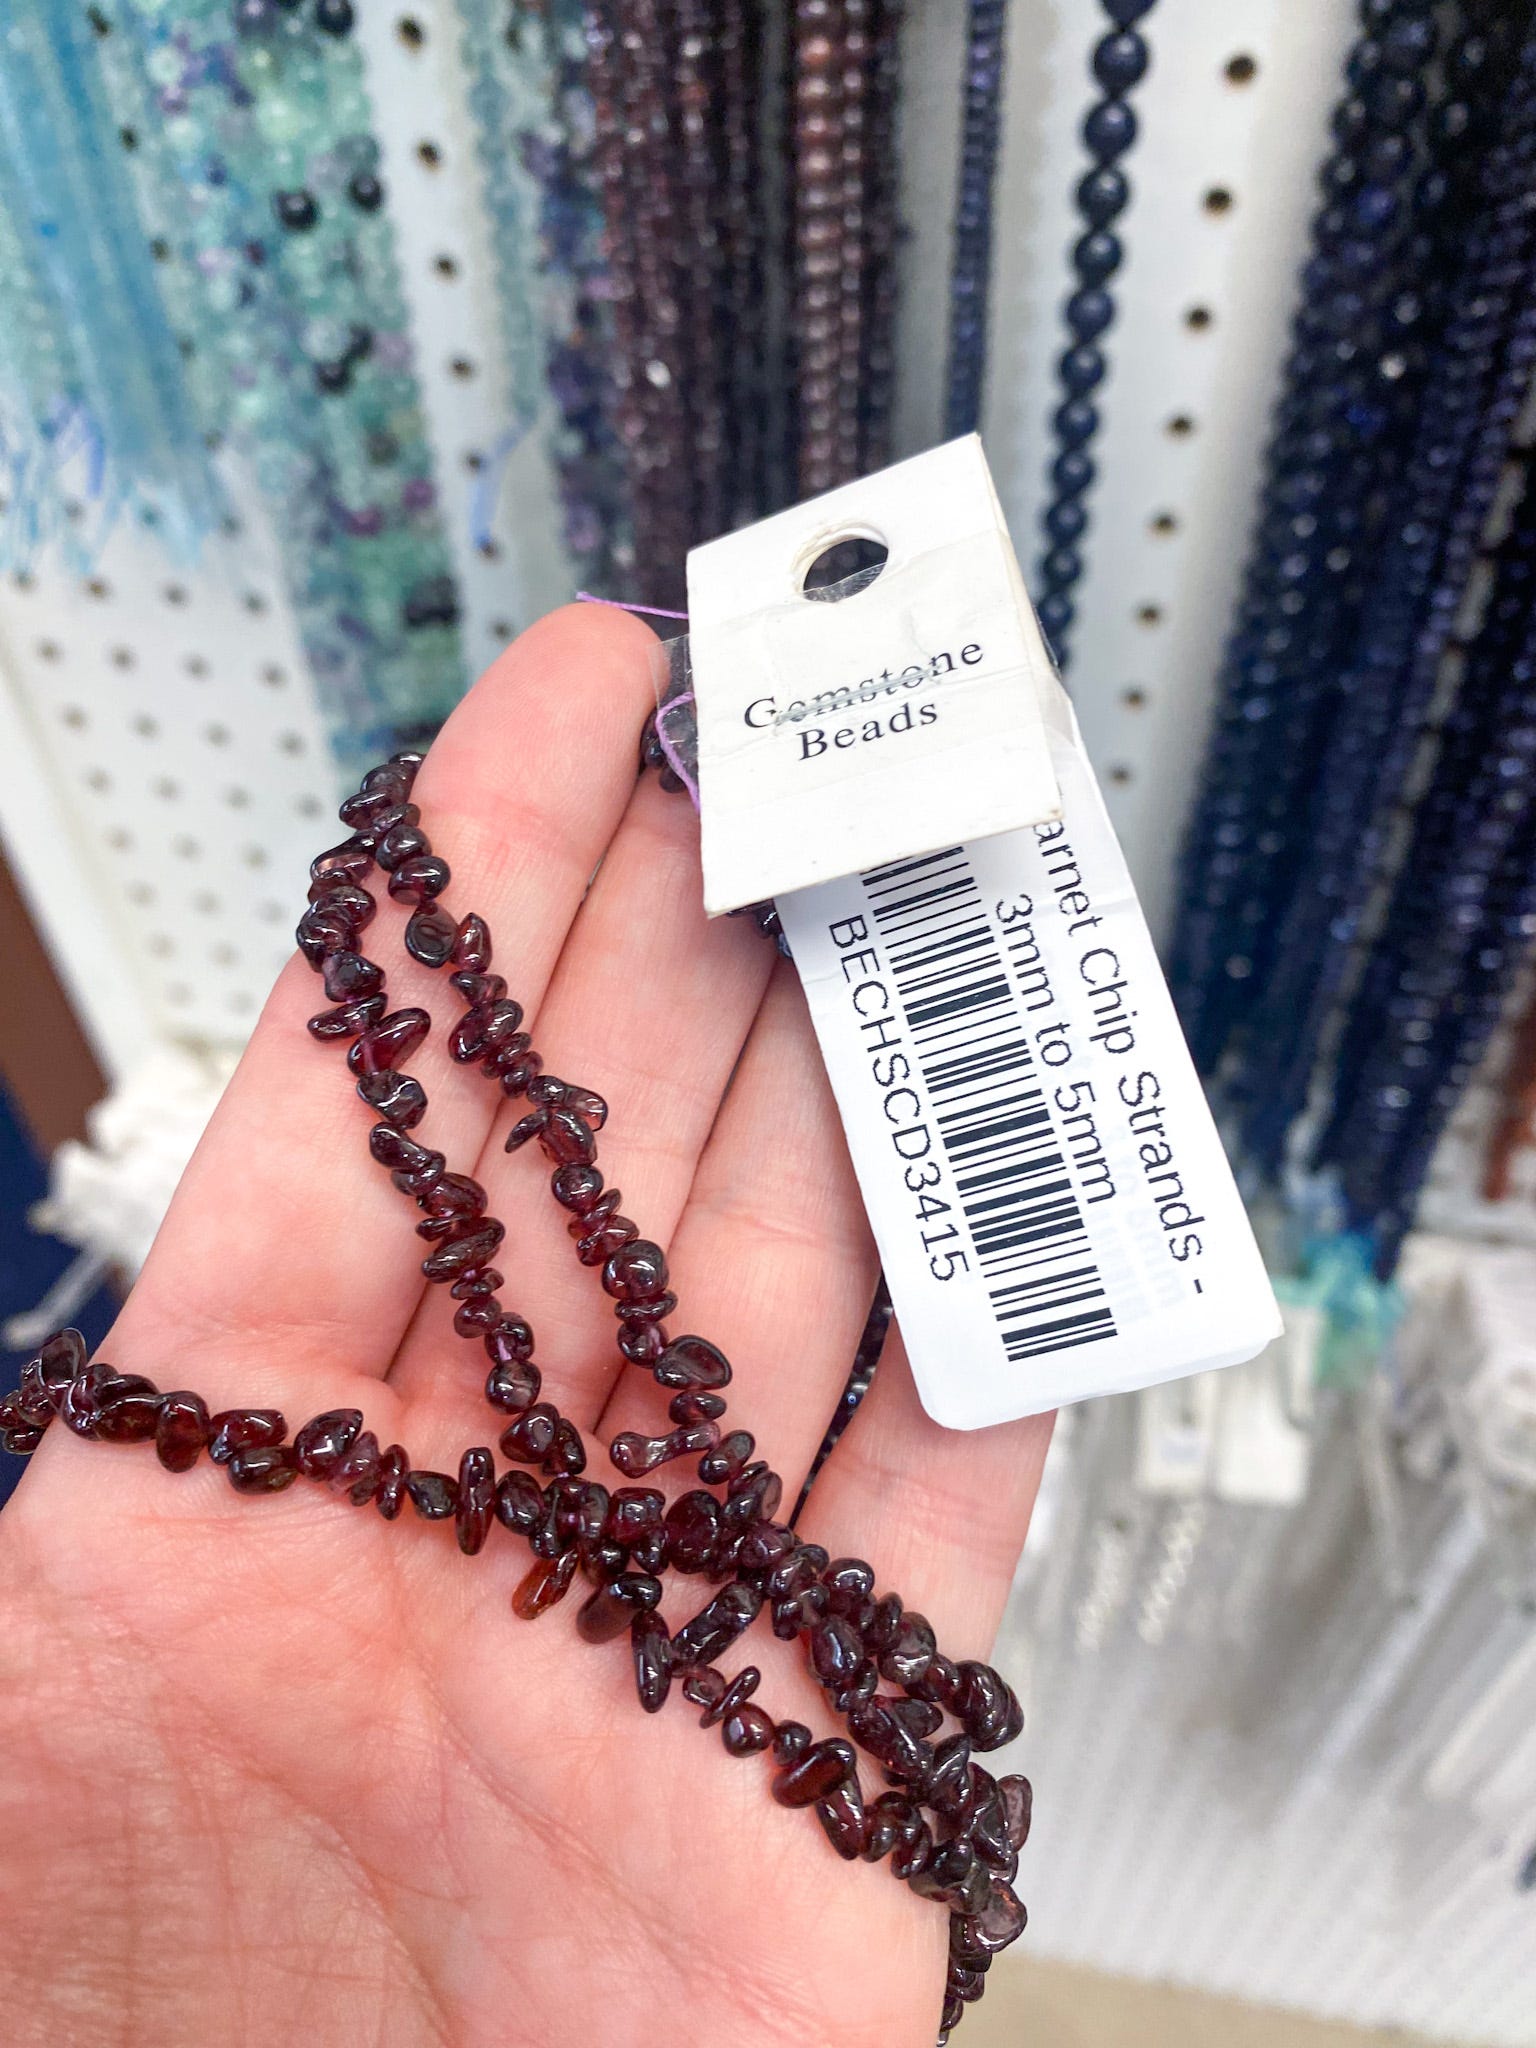 Gemstone
Beads
arnet Chip Strands -
3mm to 5mm
BECHSCD3415